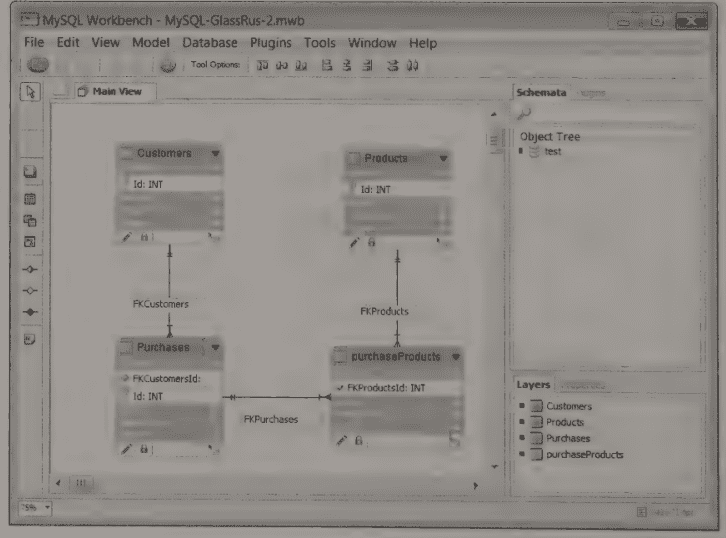 MySQL Workbench - MySQL-GlassRus-2.mwb
File Edit View Model Database Plugins Tools Window Help
Tool Options:
Main View
Schemata
Object Tree
test
Customers
Id: INT
Products
Id: INT
FKCustomers
FKProducts
Purchases
FKCustomersId:
Id: INT
purchaseProducts
FKProductsId: INT
FKPurchases
Layers
Customers
Products
Purchases
purchaseProducts
75%